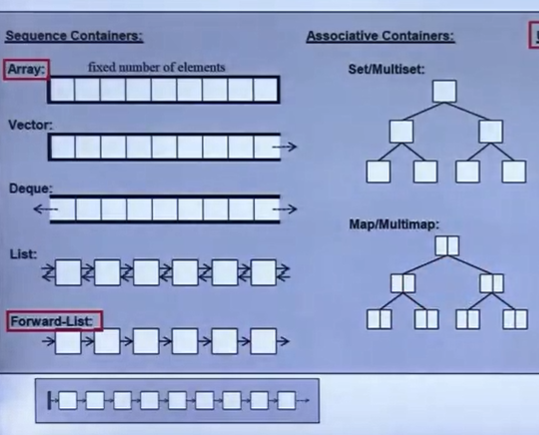 Sequence Containers:
Array:
fixed number of elements
Vector:
Deque:
List:
Forward-List:
Associative Containers:
Set/Multiset:
Map/Multimap: